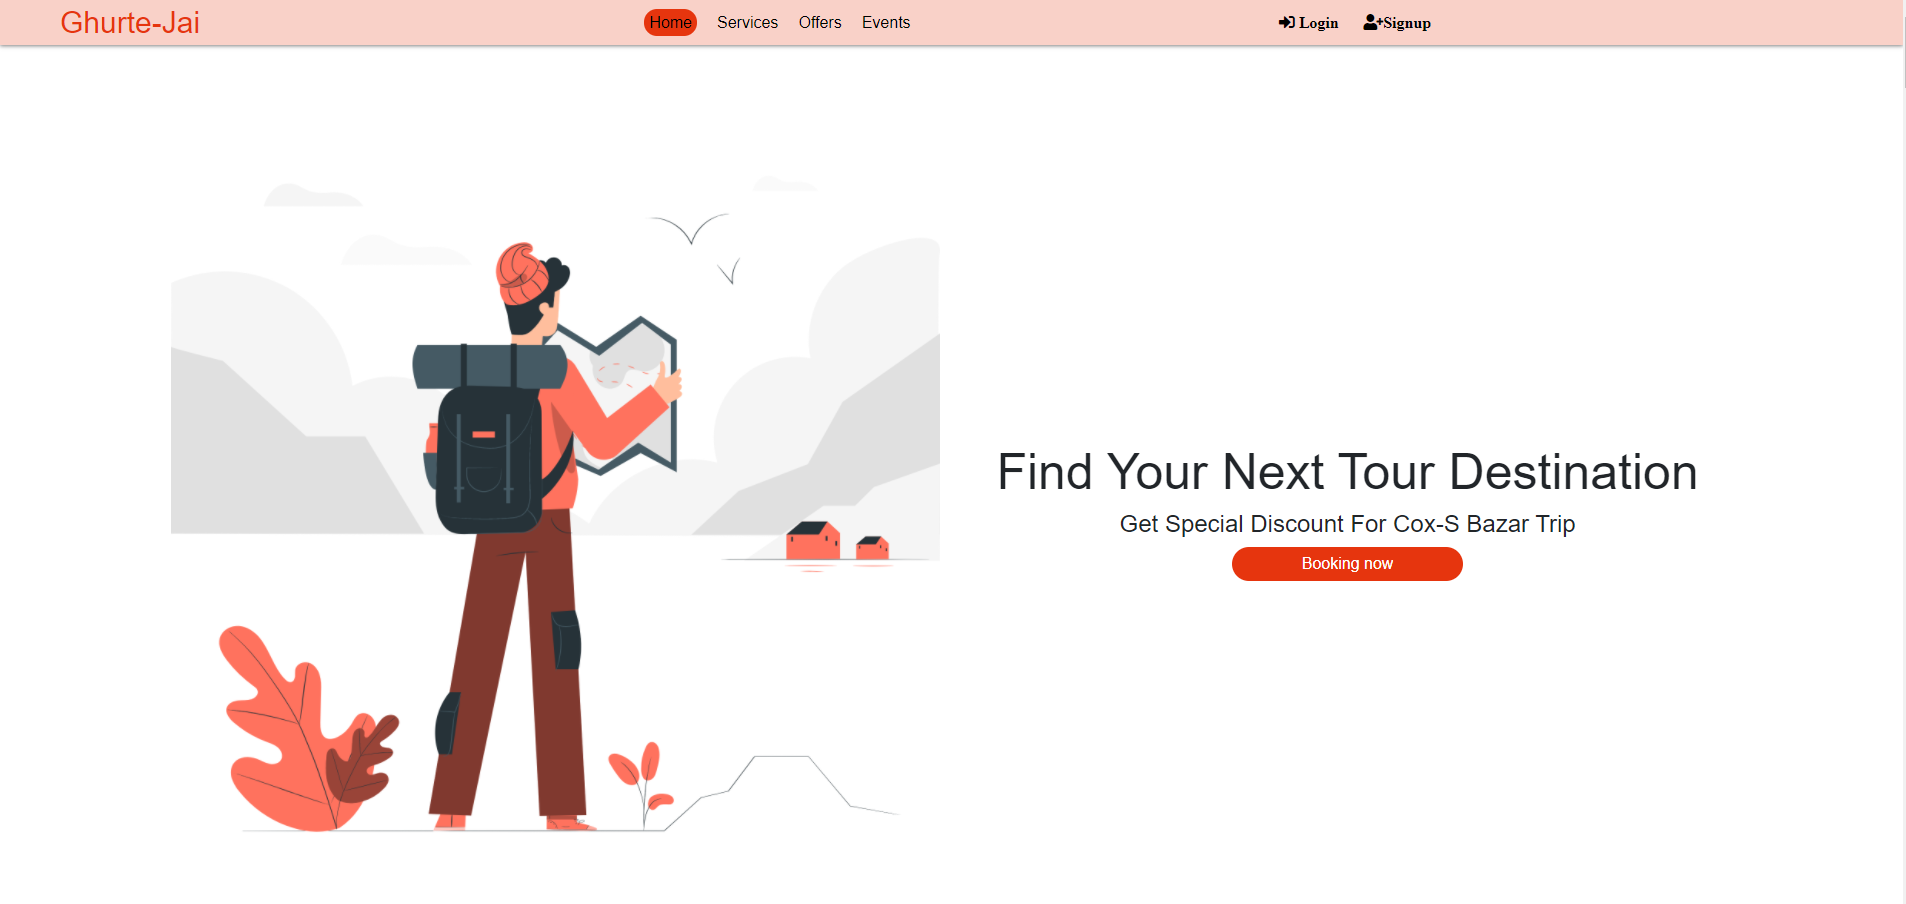 Ghurte-Jai Home Services Offers Events Login Signup
Find Your Next Tour Destination
Get Special Discount For Cox-S Bazar Trip
Booking now